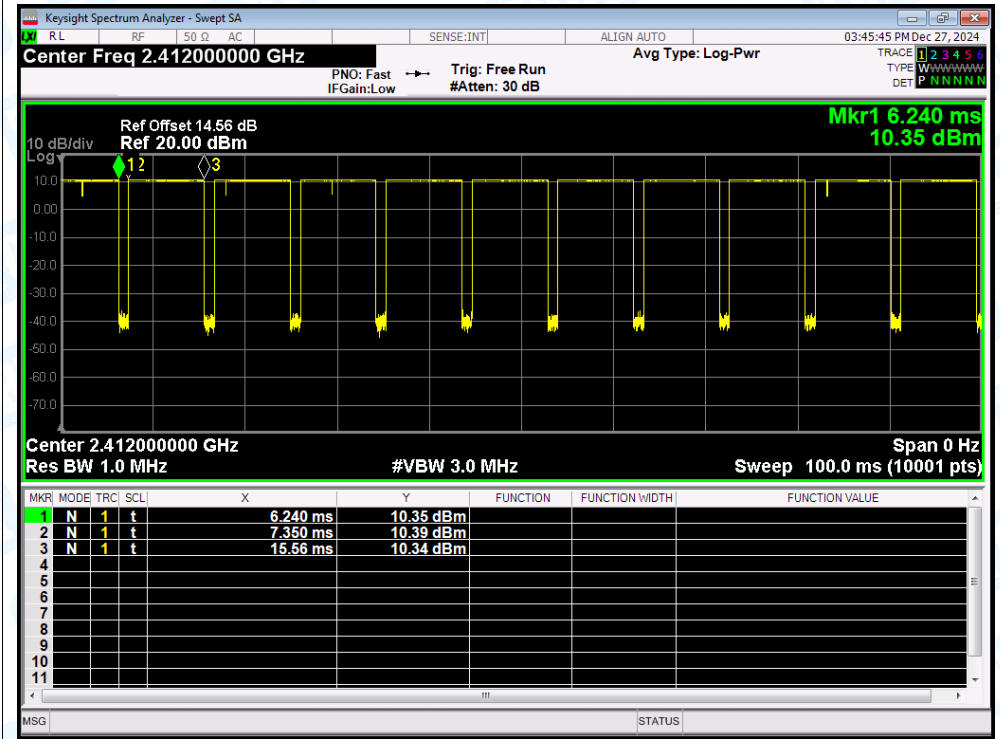 Keysight Spectrum Analyzer - Swept SA
LXI RL RF 50 Ω AC SENSE:INT ALIGN AUTO 03:45:45 PM Dec 27, 2024
Center Freq 2.412000000 GHz
PNO: Fast
IFGain:Low
Trig: Free Run
#Atten: 30 dB
Avg Type: Log-Pwr
TRACE 1 2 3 4 5 6
TYPE WWWWWW
DET P N N N N N
Mkr1 6.240 ms
10.35 dBm
Ref Offset 14.56 dB
10 dB/div Ref 20.00 dBm
Log
1 2 3
10.0
0.00
-10.0
-20.0
-30.0
-40.0
-50.0
-60.0
-70.0
Center 2.412000000 GHz Span 0 Hz
Res BW 1.0 MHz #VBW 3.0 MHz Sweep 100.0 ms (10001 pts)
MKR MODE TRC SCL X Y FUNCTION FUNCTION WIDTH FUNCTION VALUE
1 N 1 t 6.240 ms 10.35 dBm
2 N 1 t 7.350 ms 10.39 dBm
3 N 1 t 15.56 ms 10.34 dBm
4
5
6
7
8
9
10
11
MSG STATUS